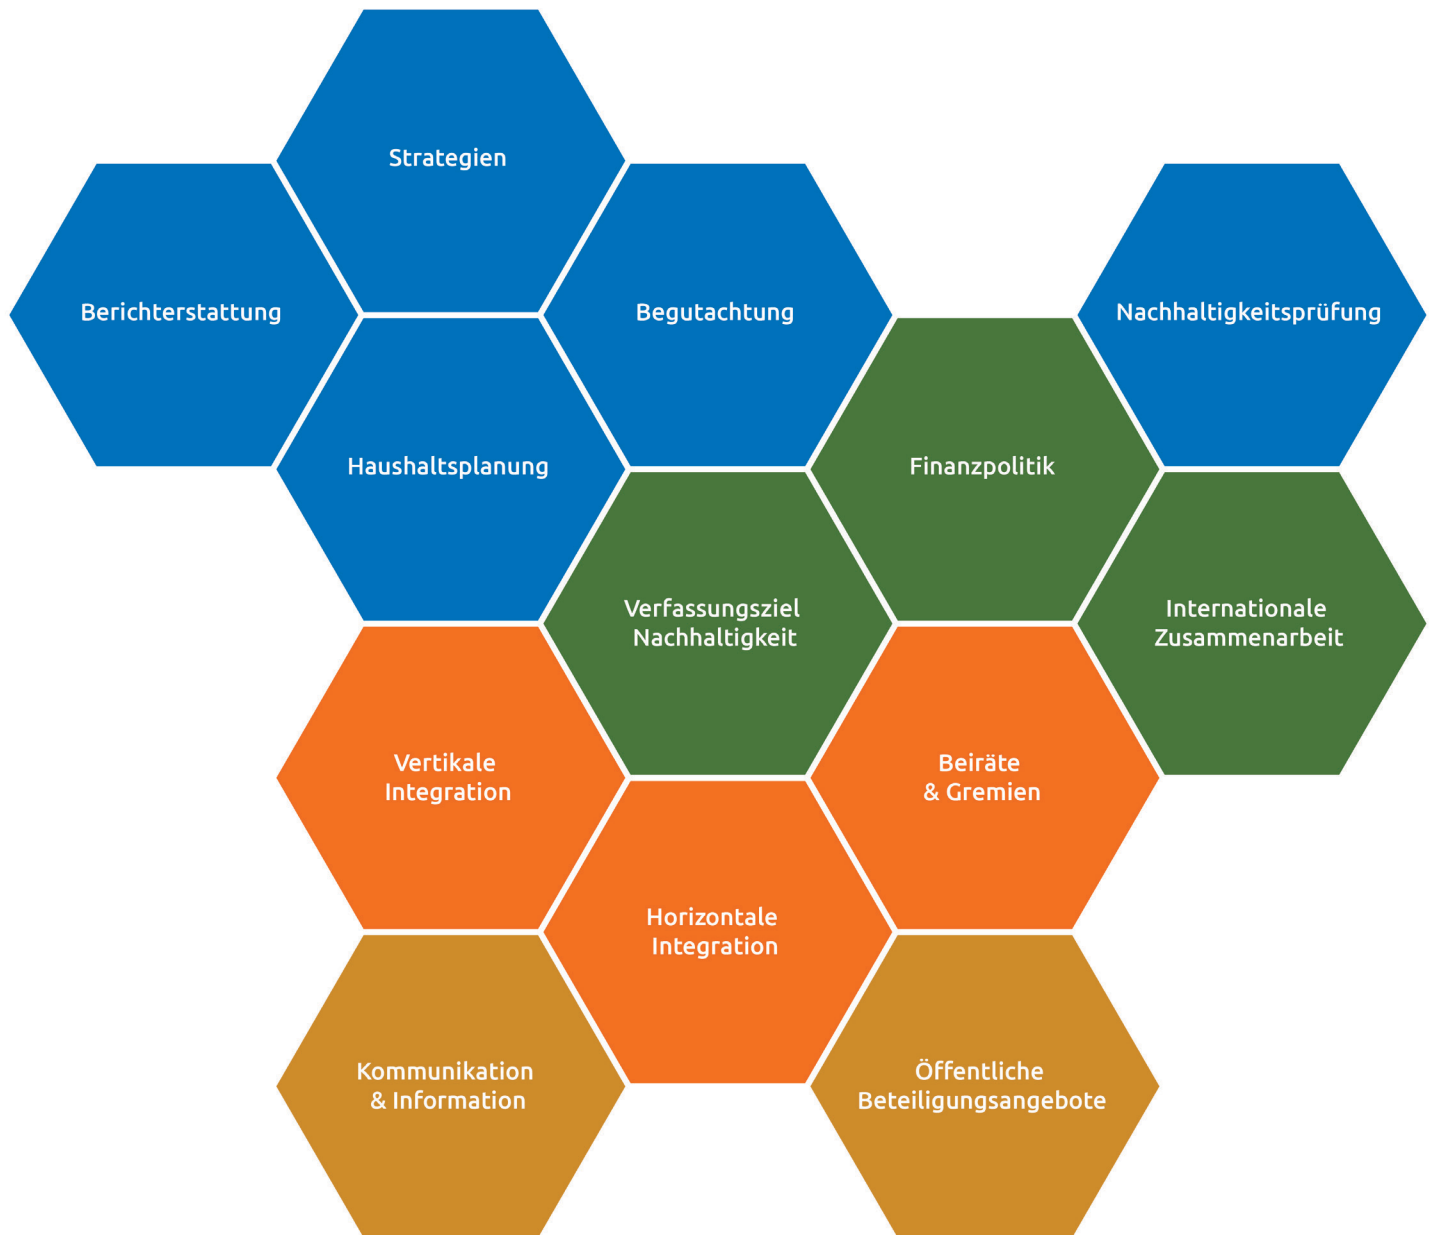 Strategien
Berichterstattung
Begutachtung
Nachhaltigkeitsprüfung
Haushaltsplanung
Finanzpolitik
Verfassungsziel
Nachhaltigkeit
Internationale
Zusammenarbeit
Vertikale
Integration
Beiräte
& Gremien
Horizontale
Integration
Kommunikation
& Information
Öffentliche
Beteiligungsangebote